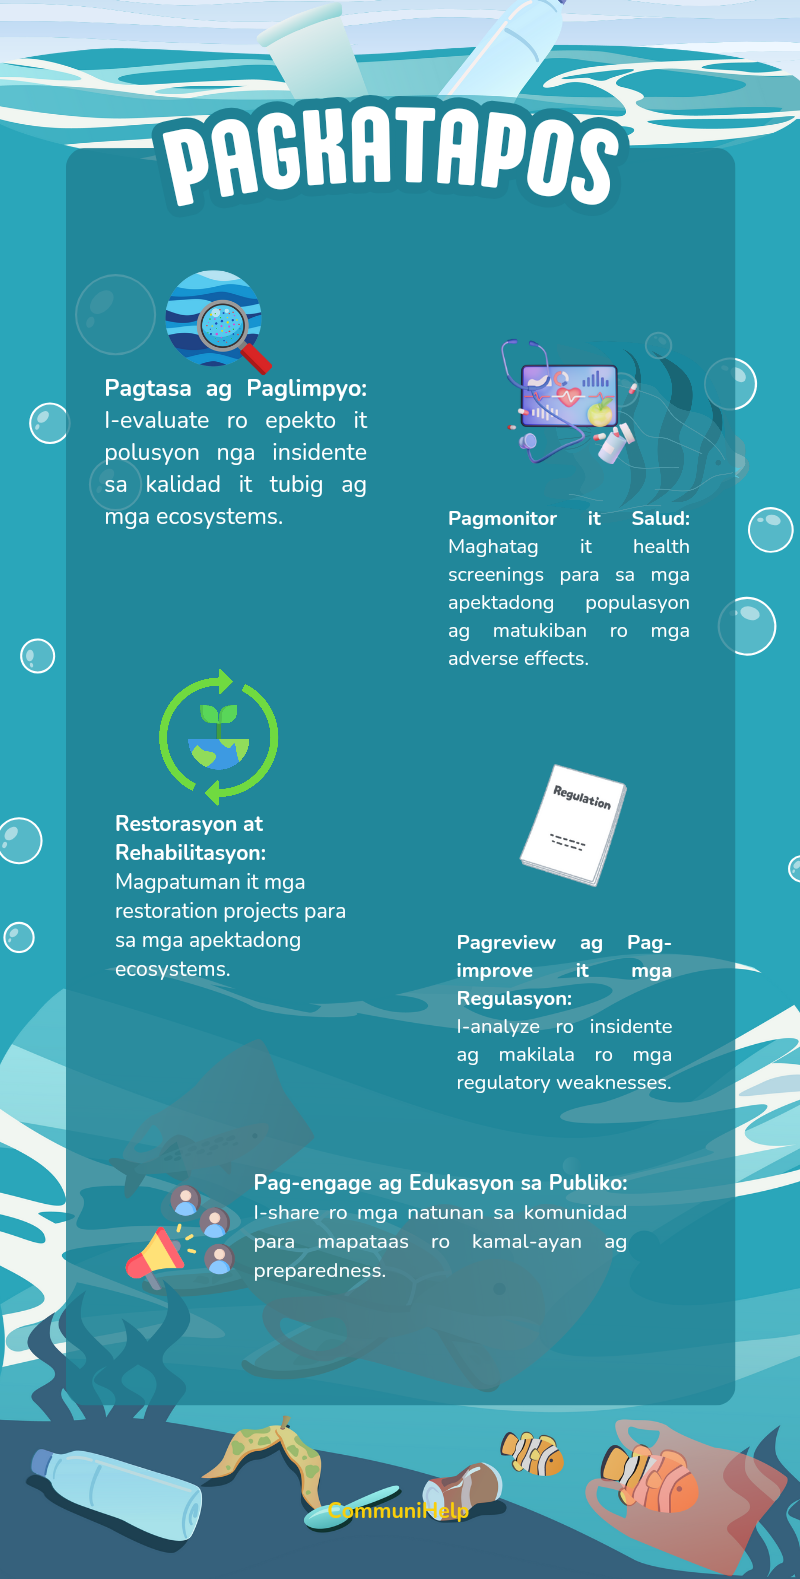 PAGKATAPOS
Pagtasa ag Paglimpyo:
I-evaluate ro epekto it
polusyon nga insidente
sa kalidad it tubig ag
mga ecosystems.
Pagmonitor it Salud:
Maghatag it health
screenings para sa mga
apektadong populasyon
ag matukiban ro mga
adverse effects.
Restorasyon at
Rehabilitasyon:
Magpatuman it mga
restoration projects para
sa mga apektadong
ecosystems.
Regulation
Pagreview ag Pag-
improve it mga
Regulasyon:
I-analyze ro insidente
ag makilala ro mga
regulatory weaknesses.
Pag-engage ag Edukasyon sa Publiko:
I-share ro mga natunan sa komunidad
para mapataas ro kamal-ayan ag
preparedness.
CommuniHelp